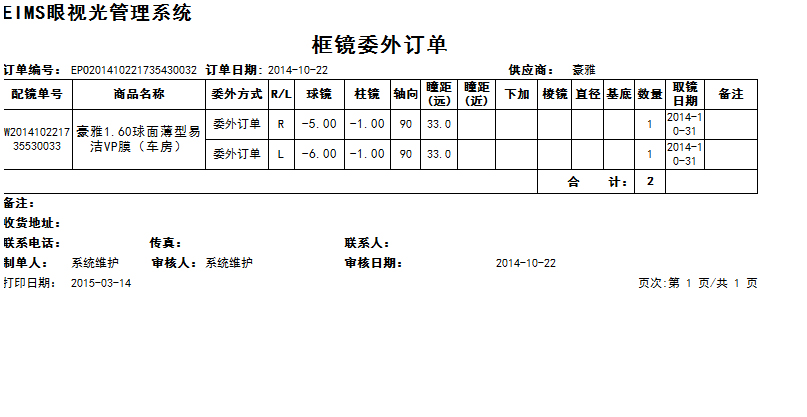 EIMS眼视光管理系统
框镜委外订单
订单编号: EP0201410221735430032 订单日期: 2014-10-22 供应商: 豪雅
配镜单号 商品名称 委外方式 R/L 球镜 柱镜 轴向 瞳距(远) 瞳距(近) 下加 棱镜 直径 基底 数量 取镜日期 备注
W201410221735530033 豪雅1.60球面薄型易洁VP膜（车房） 委外订单 R -5.00 -1.00 90 33.0 1 2014-10-31
委外订单 L -6.00 -1.00 90 33.0 1 2014-10-31
合 计: 2
备注:
收货地址:
联系电话: 传真: 联系人:
制单人: 系统维护 审核人: 系统维护 审核日期: 2014-10-22
打印日期: 2015-03-14 页次:第 1 页/共 1 页